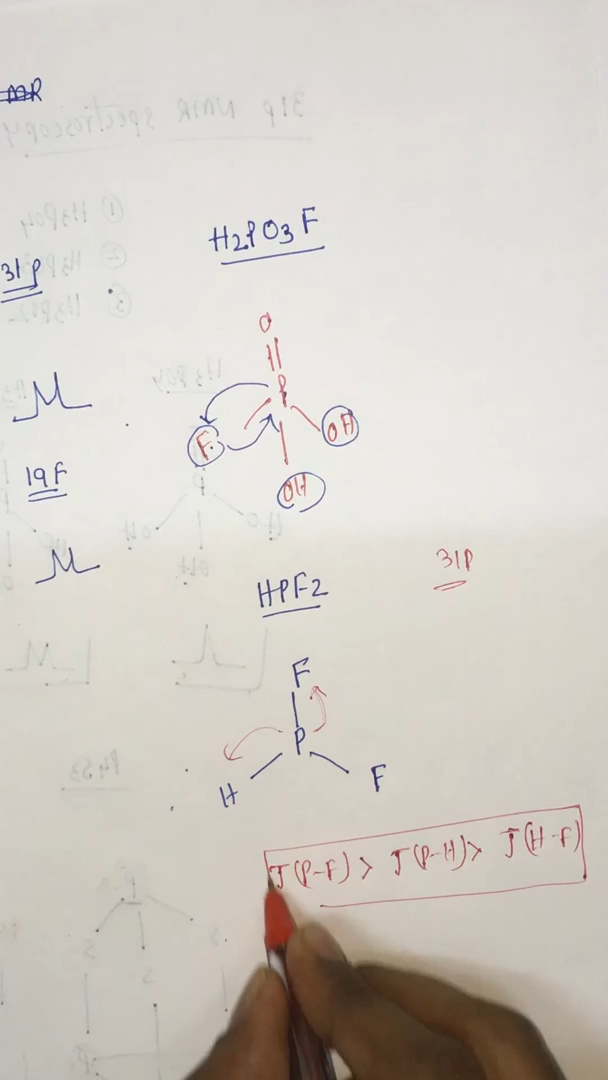 H2PO3F
31P
O
P
F
OH
OH
19F
31P
HPF2
F
P
H
F
J(P-F) > J(P-H) > J(H-F)